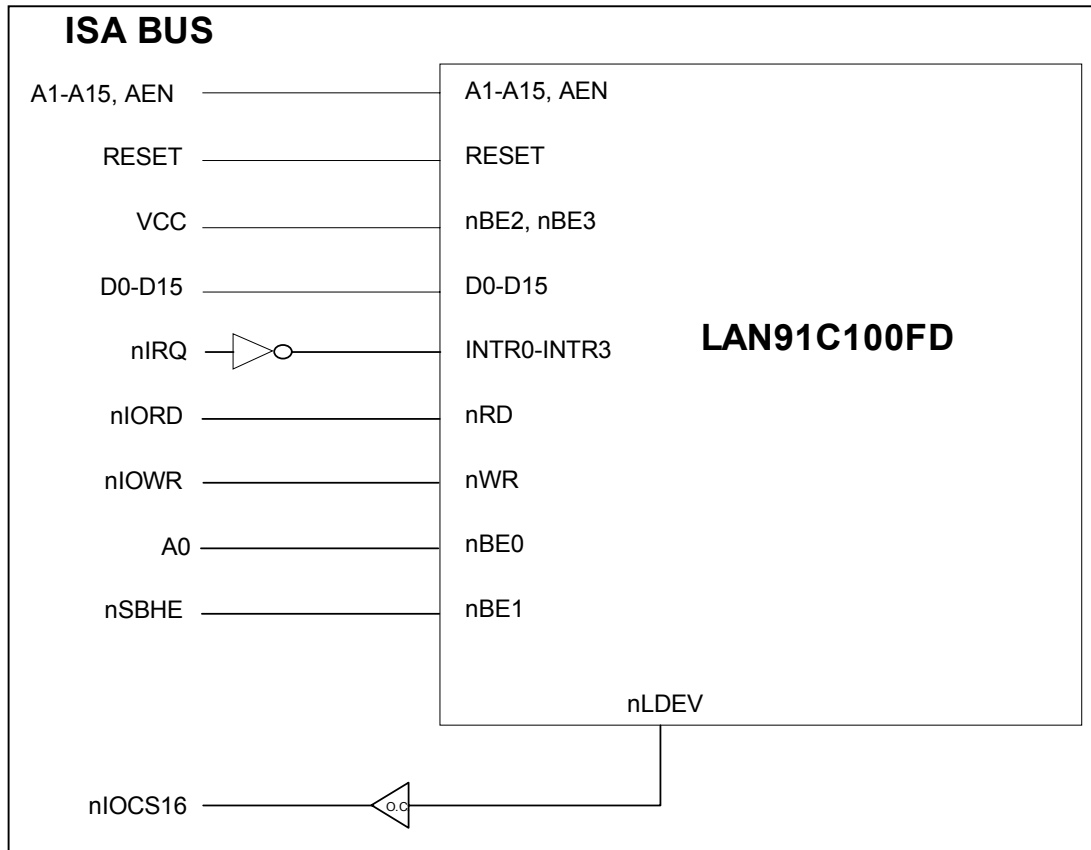 ISA BUS
A1-A15, AEN A1-A15, AEN
RESET RESET
VCC nBE2, nBE3
D0-D15 D0-D15
nIRQ INTR0-INTR3 LAN91C100FD
nIORD nRD
nIOWR nWR
A0 nBE0
nSBHE nBE1
nLDEV
nIOCS16 O.C